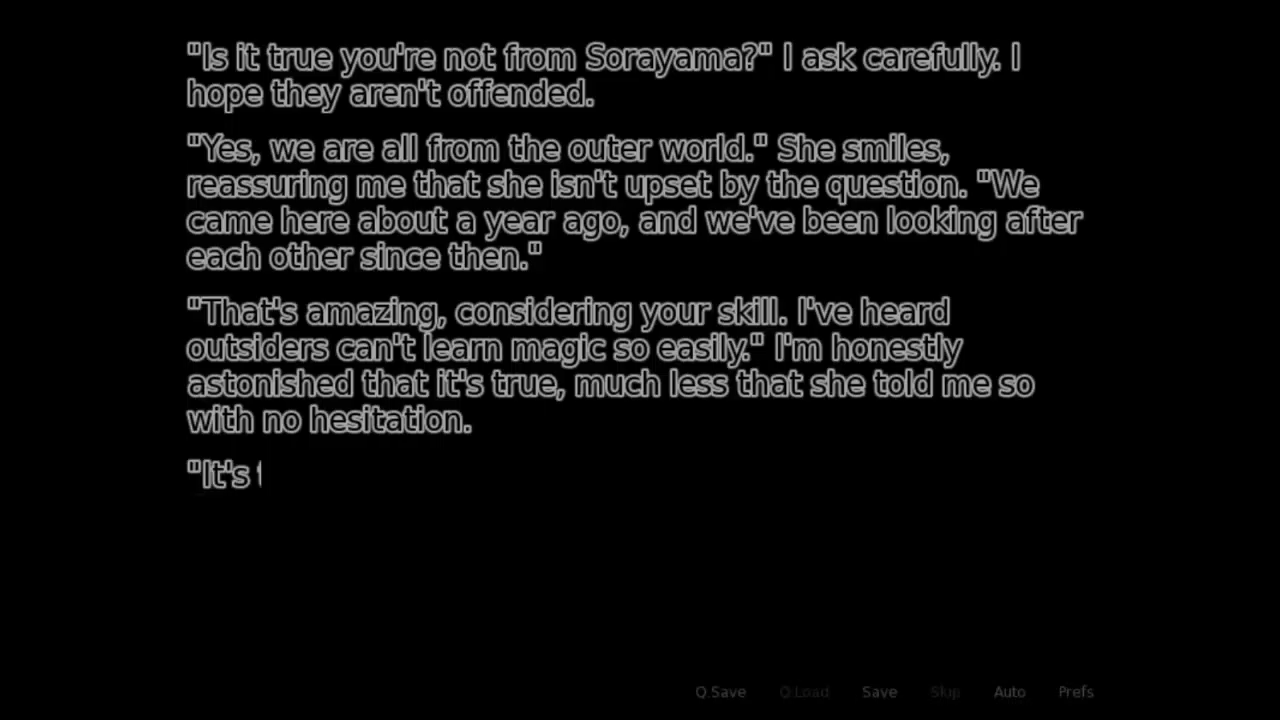 "Is it true you're not from Sorayama?" I ask carefully. I
hope they aren't offended.
"Yes, we are all from the outer world." She smiles,
reassuring me that she isn't upset by the question. "We
came here about a year ago, and we've been looking after
each other since then."
"That's amazing, considering your skill. I've heard
outsiders can't learn magic so easily." I'm honestly
astonished that it's true, much less that she told me so
with no hesitation.
"It's
Q.Save Q.Load Save Skip Auto Prefs